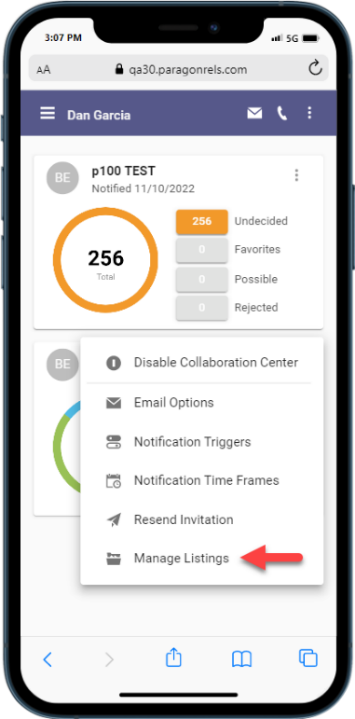 3:07 PM
5G
AA
qa30.paragonrels.com
Dan Garcia
BE
p100 TEST
Notified 11/10/2022
256
Total
256 Undecided
0 Favorites
0 Possible
0 Rejected
BE
Disable Collaboration Center
Email Options
Notification Triggers
Notification Time Frames
Resend Invitation
Manage Listings